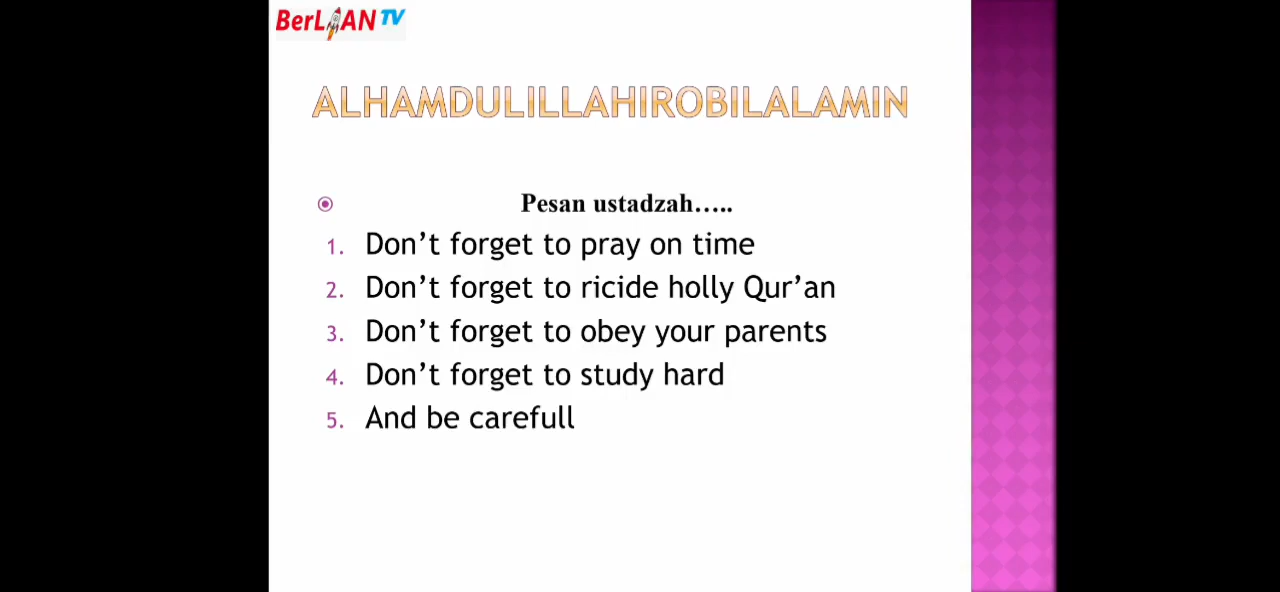 BerLIAN TV
ALHAMDULILLAHIROBILALAMIN
Pesan ustadzah…..
1. Don't forget to pray on time
2. Don't forget to ricide holly Qur'an
3. Don't forget to obey your parents
4. Don't forget to study hard
5. And be carefull